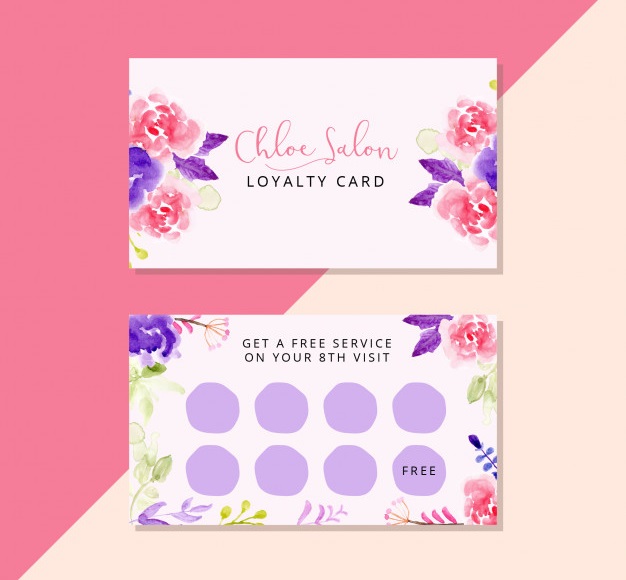 Chloe Salon
LOYALTY CARD
GET A FREE SERVICE
ON YOUR 8TH VISIT
FREE